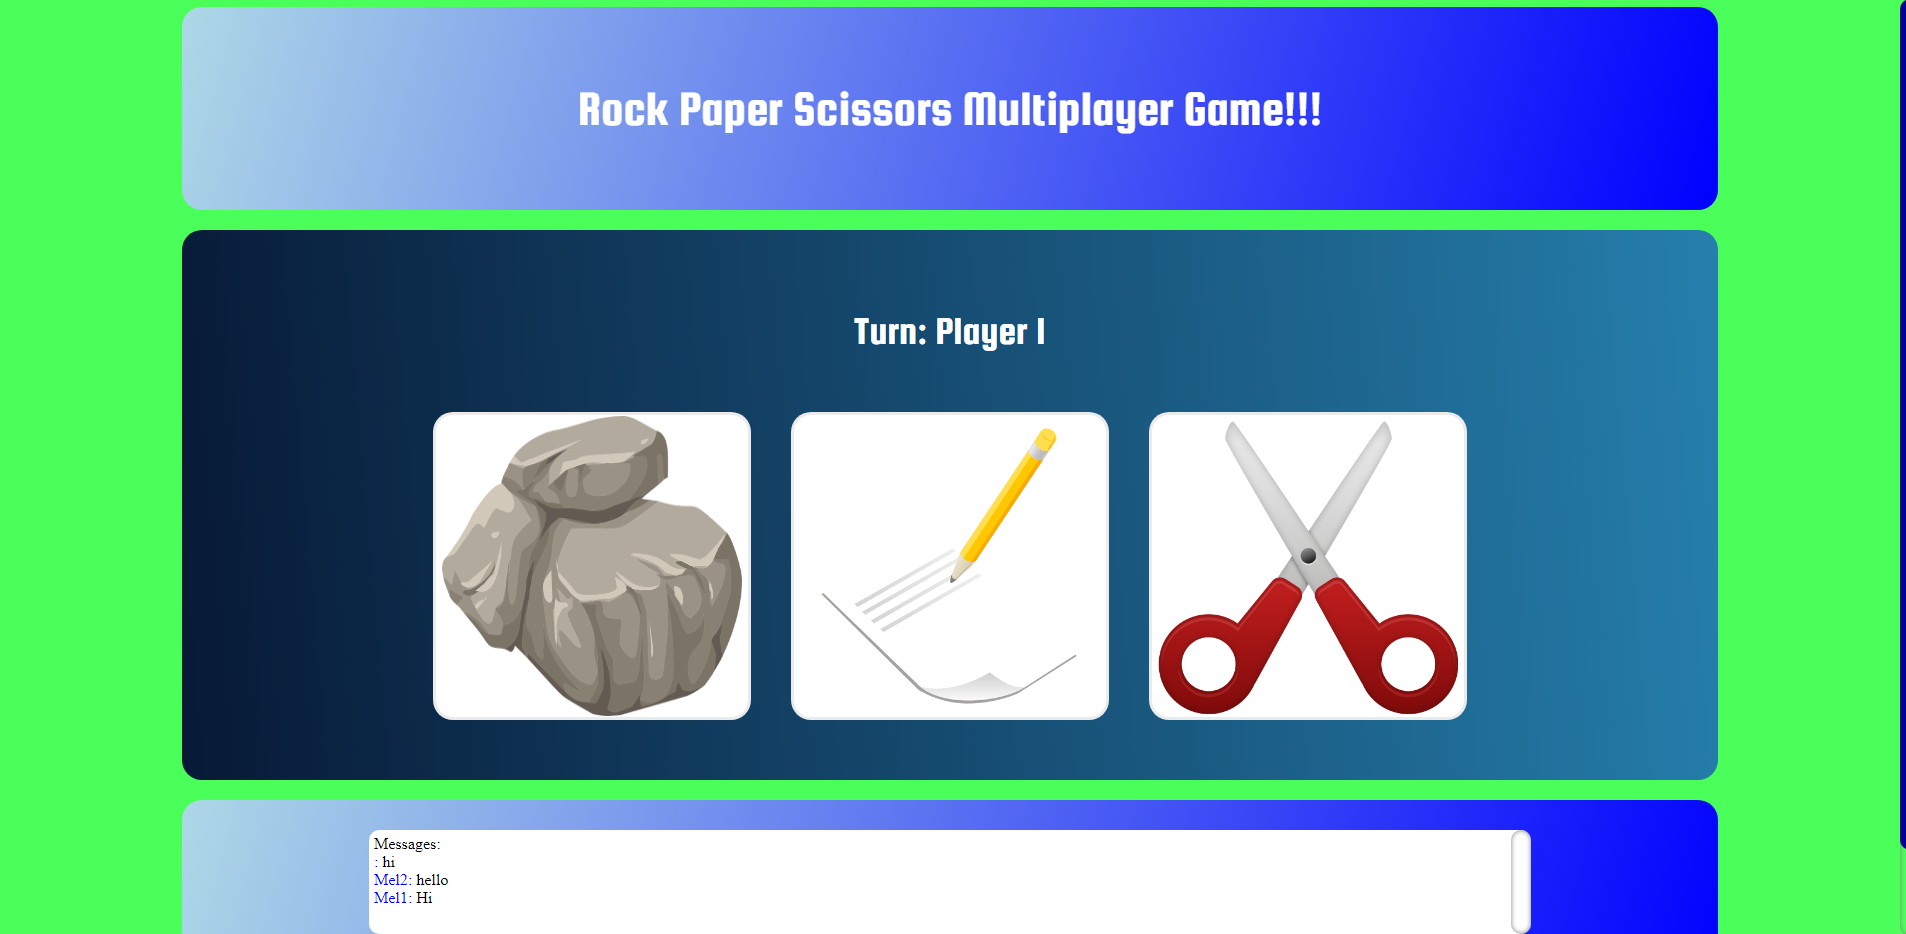 Rock Paper Scissors Multiplayer Game!!!
Turn: Player 1
Messages:
: hi
Mel2: hello
Mel1: Hi